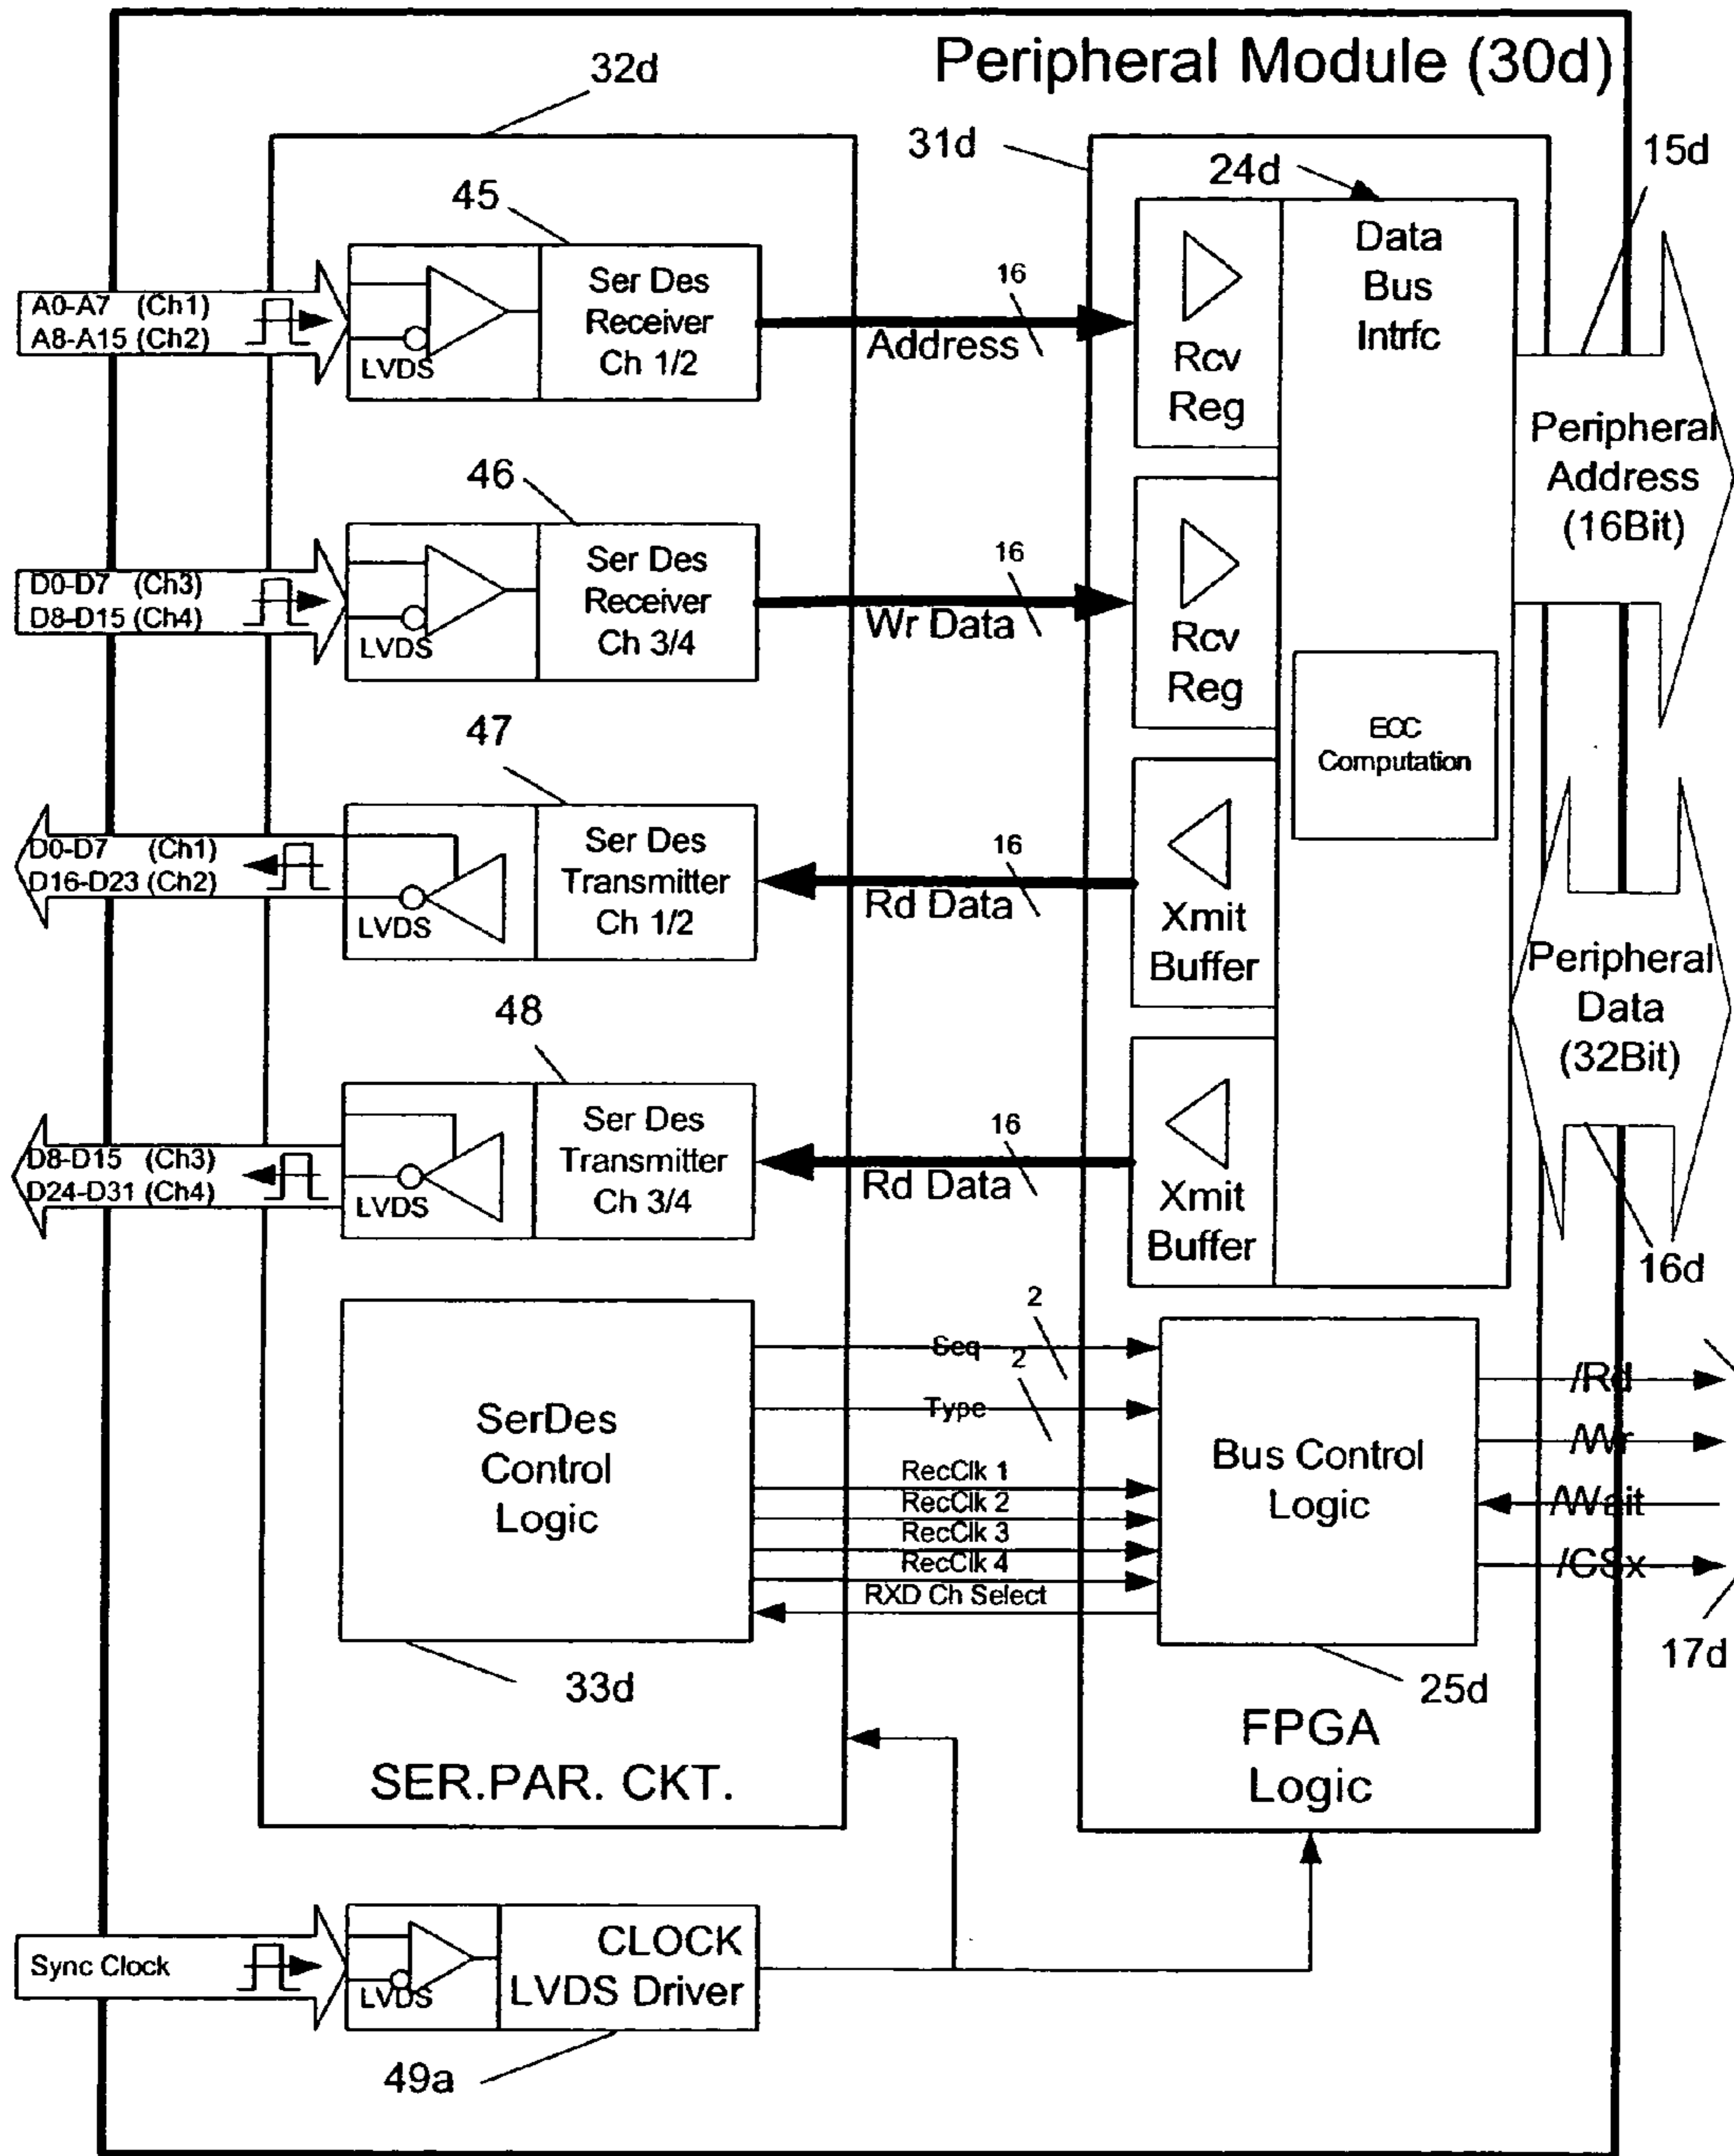 Peripheral Module (30d)
32d
31d
24d
15d
45
A0-A7 (Ch1)
A8-A15 (Ch2)
LVDS
Ser Des
Receiver
Ch 1/2
16
Address
Rcv
Reg
Data
Bus
Intrfc
Peripheral
Address
(16Bit)
46
D0-D7 (Ch3)
D8-D15 (Ch4)
LVDS
Ser Des
Receiver
Ch 3/4
16
Wr Data
Rcv
Reg
ECC
Computation
47
D0-D7 (Ch1)
D16-D23 (Ch2)
LVDS
Ser Des
Transmitter
Ch 1/2
16
Rd Data
Xmit
Buffer
Peripheral
Data
(32Bit)
48
D8-D15 (Ch3)
D24-D31 (Ch4)
LVDS
Ser Des
Transmitter
Ch 3/4
16
Rd Data
Xmit
Buffer
16d
SerDes
Control
Logic
Seq
2
Type
2
RecClk 1
RecClk 2
RecClk 3
RecClk 4
RXD Ch Select
Bus Control
Logic
/Rd
/Wr
/Wait
/CSx
17d
33d
25d
SER.PAR. CKT.
FPGA
Logic
Sync Clock
LVDS
CLOCK
LVDS Driver
49a